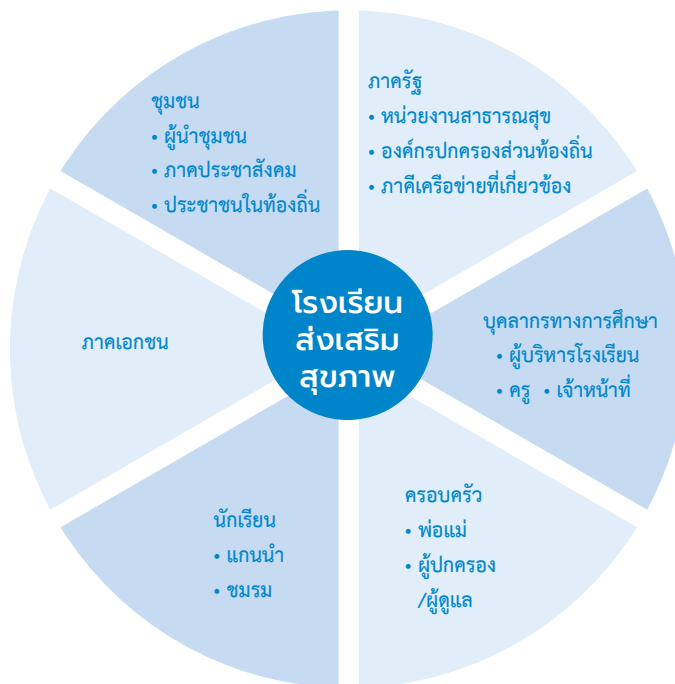 ชุมชน
• ผู้นำชุมชน
• ภาคประชาสังคม
• ประชาชนในท้องถิ่น
ภาครัฐ
• หน่วยงานสาธารณสุข
• องค์กรปกครองส่วนท้องถิ่น
• ภาคีเครือข่ายที่เกี่ยวข้อง
ภาคเอกชน
โรงเรียน
ส่งเสริม
สุขภาพ
บุคลากรทางการศึกษา
• ผู้บริหารโรงเรียน
• ครู • เจ้าหน้าที่
นักเรียน
• แกนนำ
• ชมรม
ครอบครัว
• พ่อแม่
• ผู้ปกครอง
/ผู้ดูแล